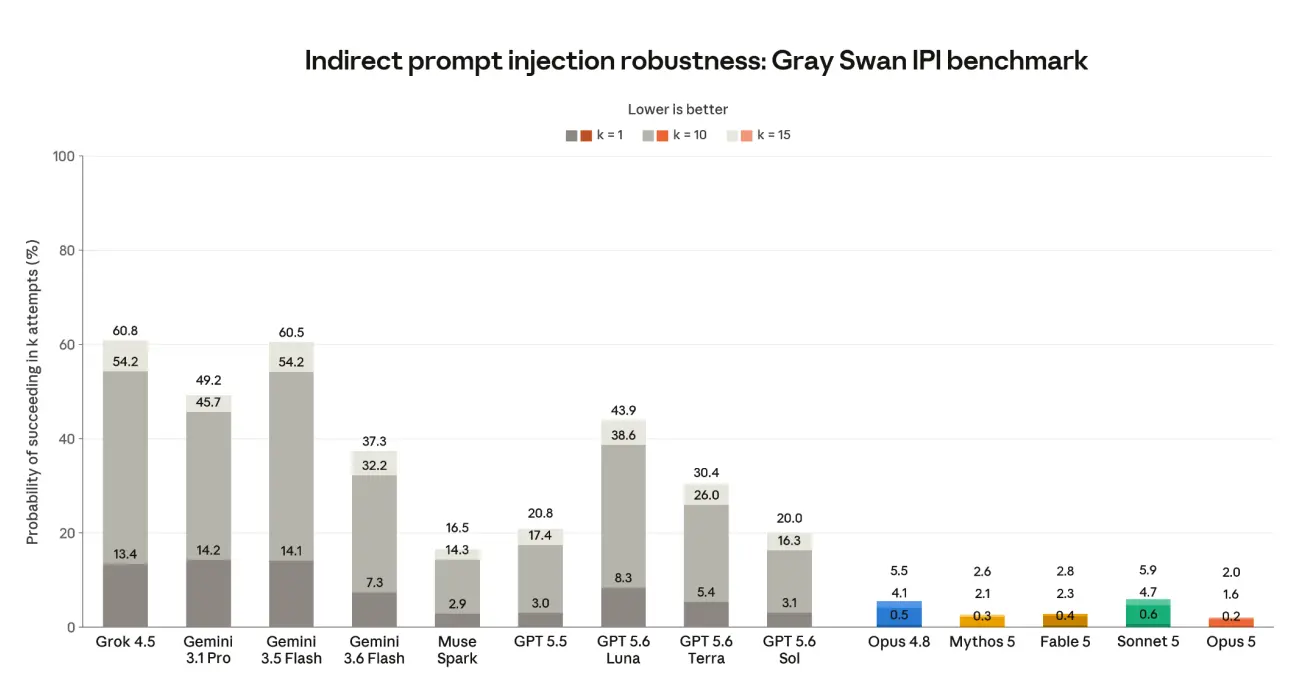 Indirect prompt injection robustness: Gray Swan IPI benchmark
Lower is better
k = 1 k = 10 k = 15
Probability of succeeding in k attempts (%)
100
80
60
40
20
0
60.8
54.2
13.4
49.2
45.7
14.2
60.5
54.2
14.1
37.3
32.2
7.3
16.5
14.3
2.9
20.8
17.4
3.0
43.9
38.6
8.3
30.4
26.0
5.4
20.0
16.3
3.1
5.5
4.1
0.5
2.6
2.1
0.3
2.8
2.3
0.4
5.9
4.7
0.6
2.0
1.6
0.2
Grok 4.5
Gemini
3.1 Pro
Gemini
3.5 Flash
Gemini
3.6 Flash
Muse
Spark
GPT 5.5
GPT 5.6
Luna
GPT 5.6
Terra
GPT 5.6
Sol
Opus 4.8
Mythos 5
Fable 5
Sonnet 5
Opus 5